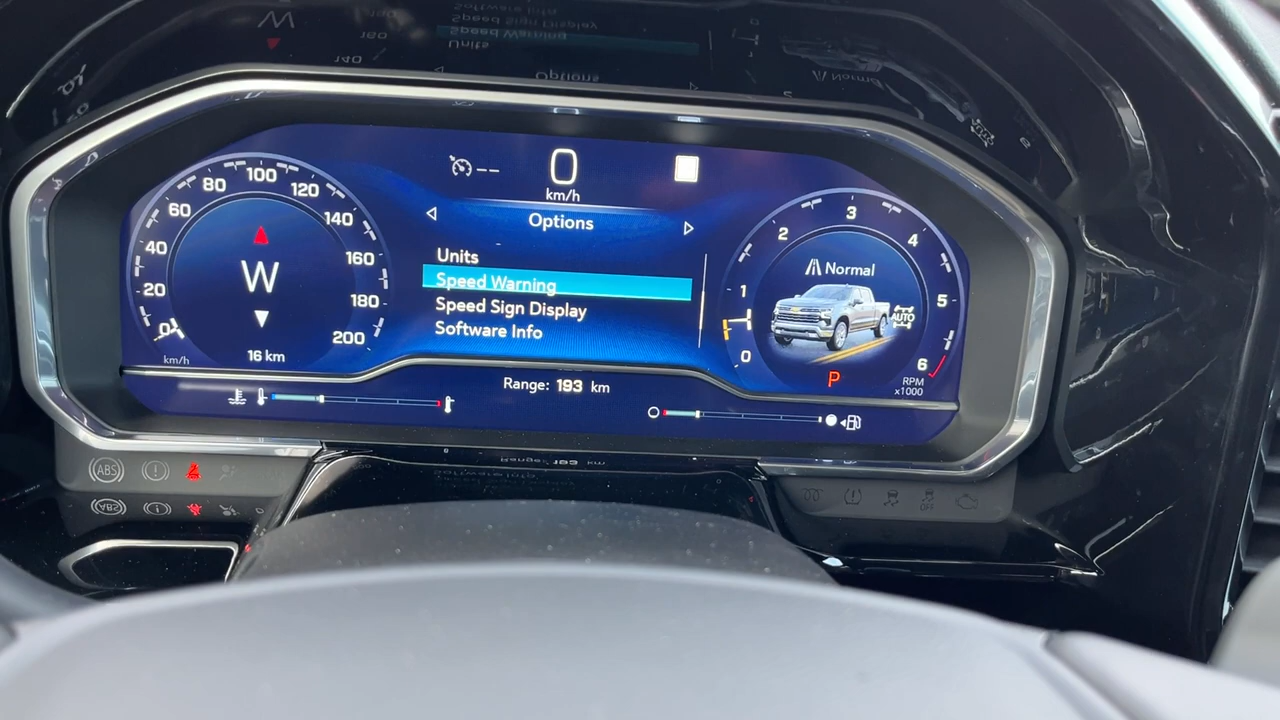 0
km/h
Options
Units
Speed Warning
Speed Sign Display
Software Info
Range: 193 km
0
20
40
60
80
100
120
140
160
180
200
km/h
W
16 km
0
1
2
3
4
5
6
RPM
x1000
Normal
AUTO
P
ABS
OFF